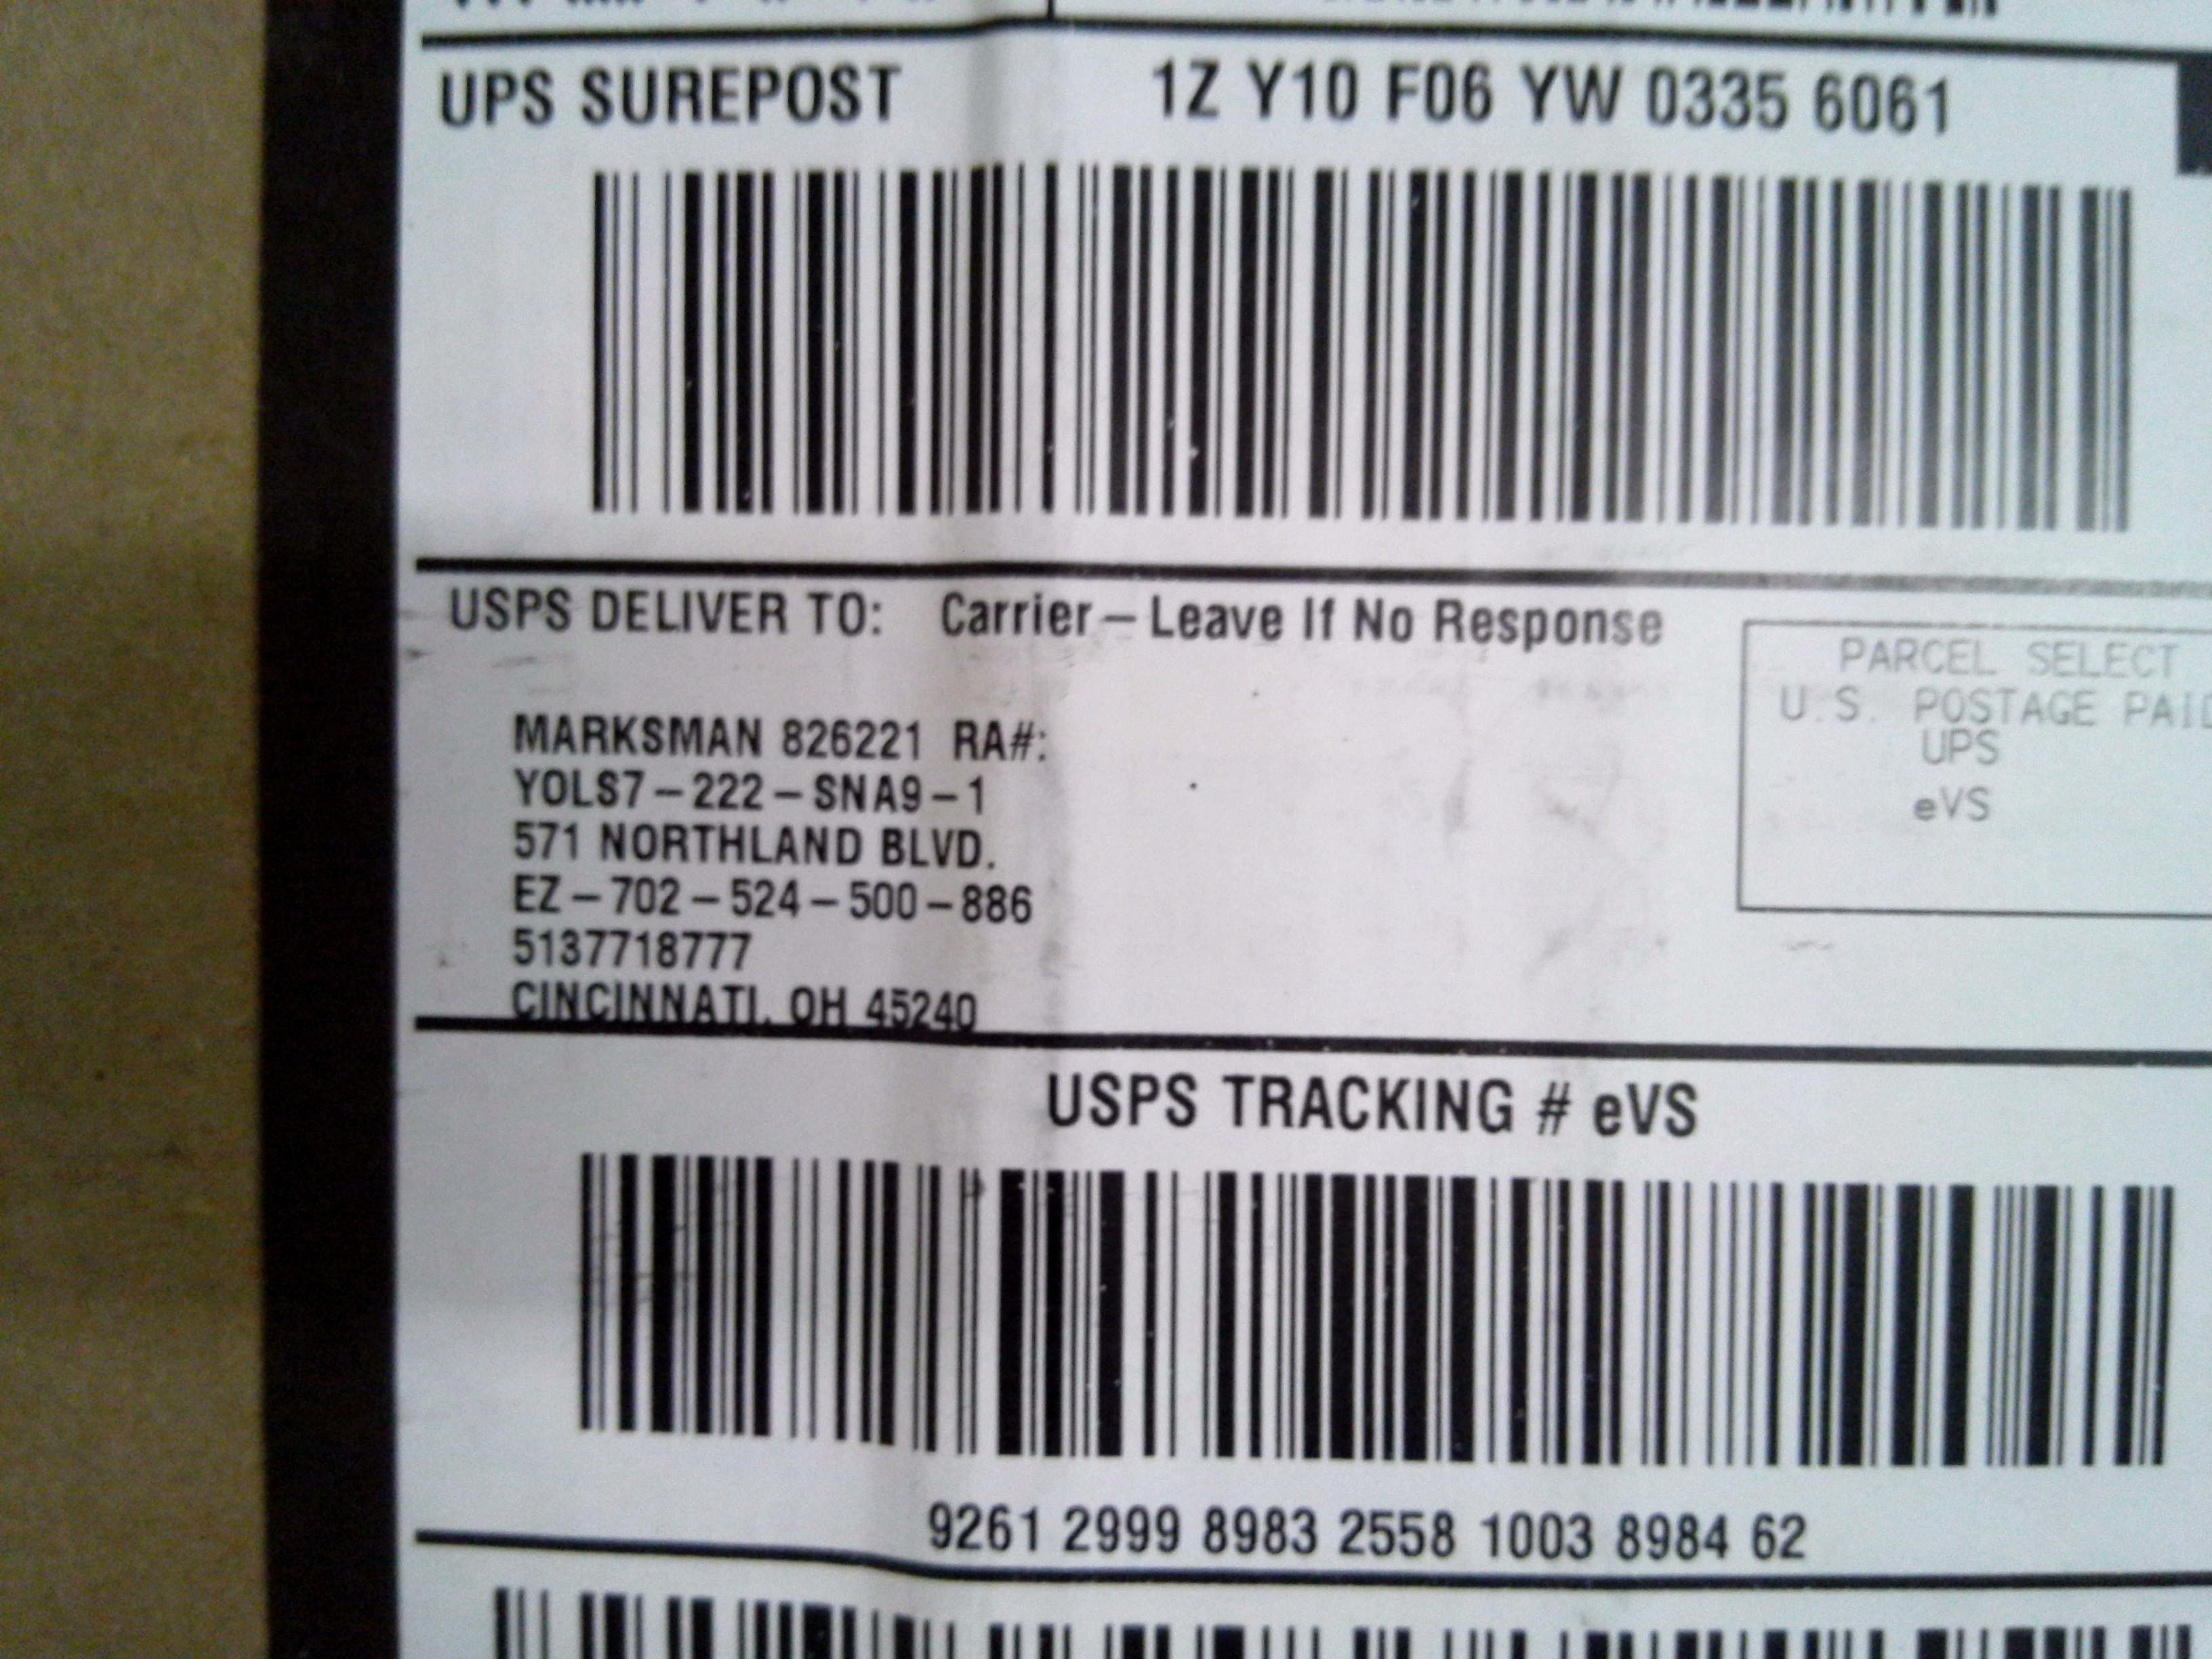 UPS SUREPOST 1Z Y10 F06 YW 0335 6061
USPS DELIVER TO: Carrier – Leave If No Response
PARCEL SELECT
U.S. POSTAGE PAI
UPS
eVS
MARKSMAN 826221 RA#:
YOLS7 – 222 – SNA9 – 1
571 NORTHLAND BLVD.
EZ – 702 – 524 – 500 – 886
5137718777
CINCINNATI, OH 45240
USPS TRACKING # eVS
9261 2999 8983 2558 1003 8984 62